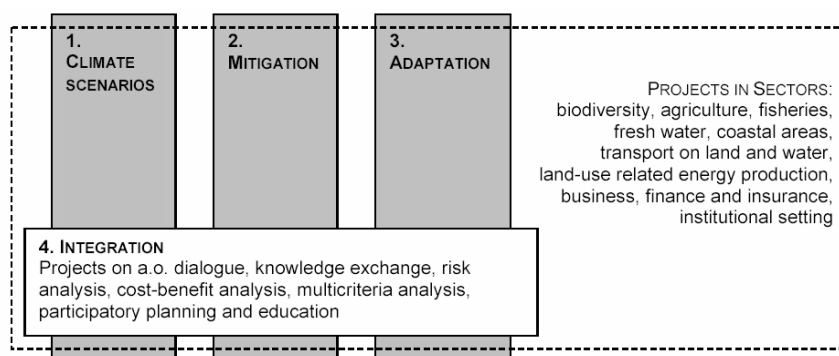 1.
CLIMATE
SCENARIOS
2.
MITIGATION
3.
ADAPTATION
PROJECTS IN SECTORS:
biodiversity, agriculture, fisheries,
fresh water, coastal areas,
transport on land and water,
land-use related energy production,
business, finance and insurance,
institutional setting
4. INTEGRATION
Projects on a.o. dialogue, knowledge exchange, risk
analysis, cost-benefit analysis, multicriteria analysis,
participatory planning and education